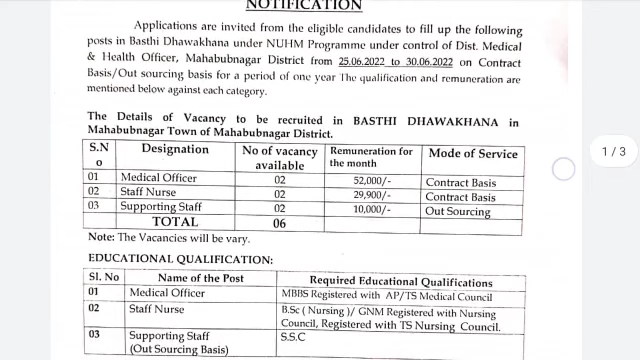 NOTIFICATION
Applications are invited from the eligible candidates to fill up the following
posts in Basthi Dhawakhana under NUHM Programme under control of Dist. Medical
& Health Officer, Mahabubnagar District from 25.06.2022 to 30.06.2022 on Contract
Basis/Out sourcing basis for a period of one year The qualification and remuneration are
mentioned below against each category.
The Details of Vacancy to be recruited in BASTHI DHAWAKHANA in
Mahabubnagar Town of Mahabubnagar District.
S.No Designation No of vacancy available Remuneration for the month Mode of Service
01 Medical Officer 02 52,000/- Contract Basis
02 Staff Nurse 02 29,900/- Contract Basis
03 Supporting Staff 02 10,000/- Out Sourcing
TOTAL 06
Note: The Vacancies will be vary.
EDUCATIONAL QUALIFICATION:
Sl. No Name of the Post Required Educational Qualifications
01 Medical Officer MBBS Registered with AP/TS Medical Council
02 Staff Nurse B.Sc ( Nursing )/ GNM Registered with Nursing
Council, Registered with TS Nursing Council.
03 Supporting Staff S.S.C
(Out Sourcing Basis)
1 / 3